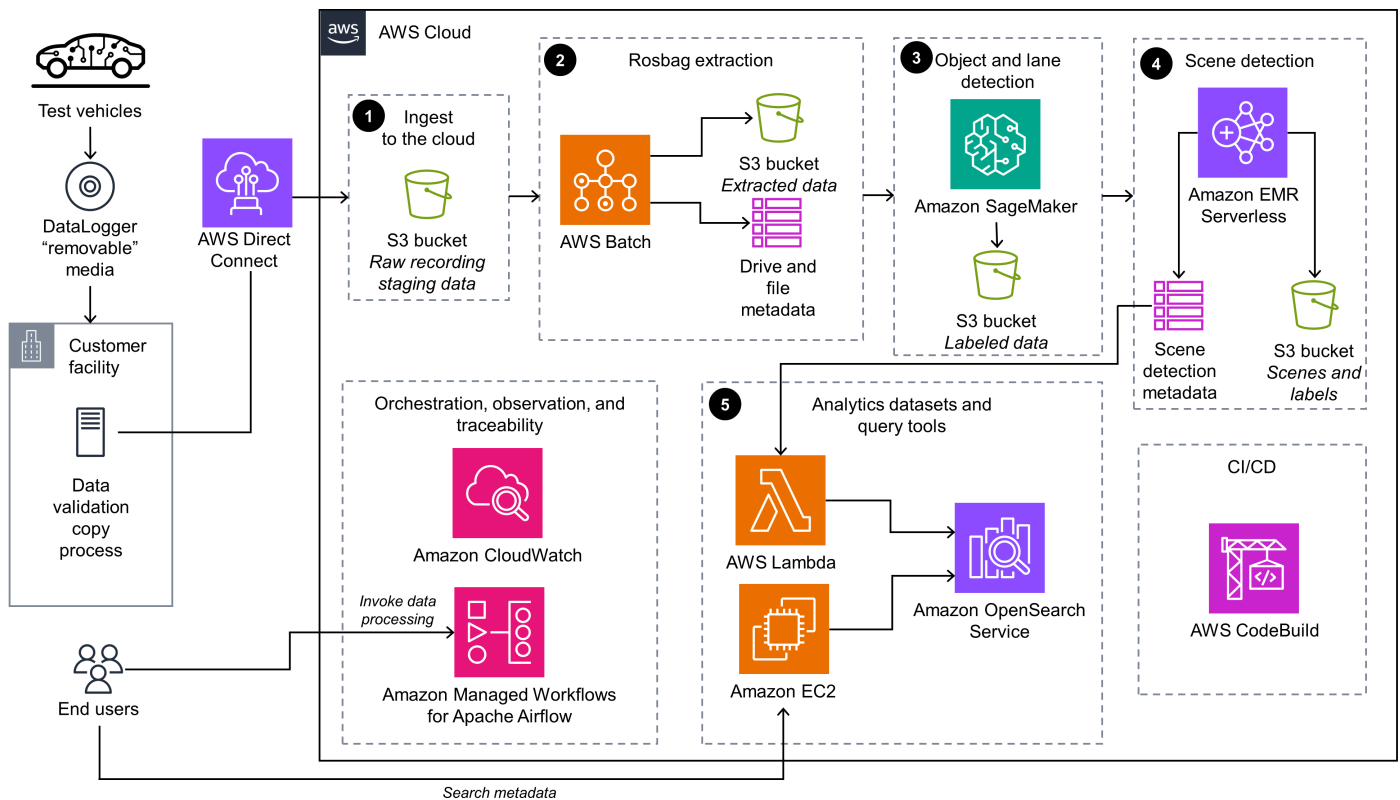 aws
AWS Cloud
Test vehicles
DataLogger
“removable”
media
Customer
facility
Data
validation
copy
process
AWS Direct
Connect
1
Ingest
to the cloud
S3 bucket
Raw recording
staging data
2
Rosbag extraction
AWS Batch
S3 bucket
Extracted data
Drive and
file
metadata
3
Object and lane
detection
Amazon SageMaker
S3 bucket
Labeled data
4
Scene detection
Amazon EMR
Serverless
Scene
detection
metadata
S3 bucket
Scenes and
labels
Orchestration, observation, and
traceability
Amazon CloudWatch
Invoke data
processing
Amazon Managed Workflows
for Apache Airflow
5
Analytics datasets and
query tools
AWS Lambda
Amazon EC2
Amazon OpenSearch
Service
CI/CD
AWS CodeBuild
End users
Search metadata